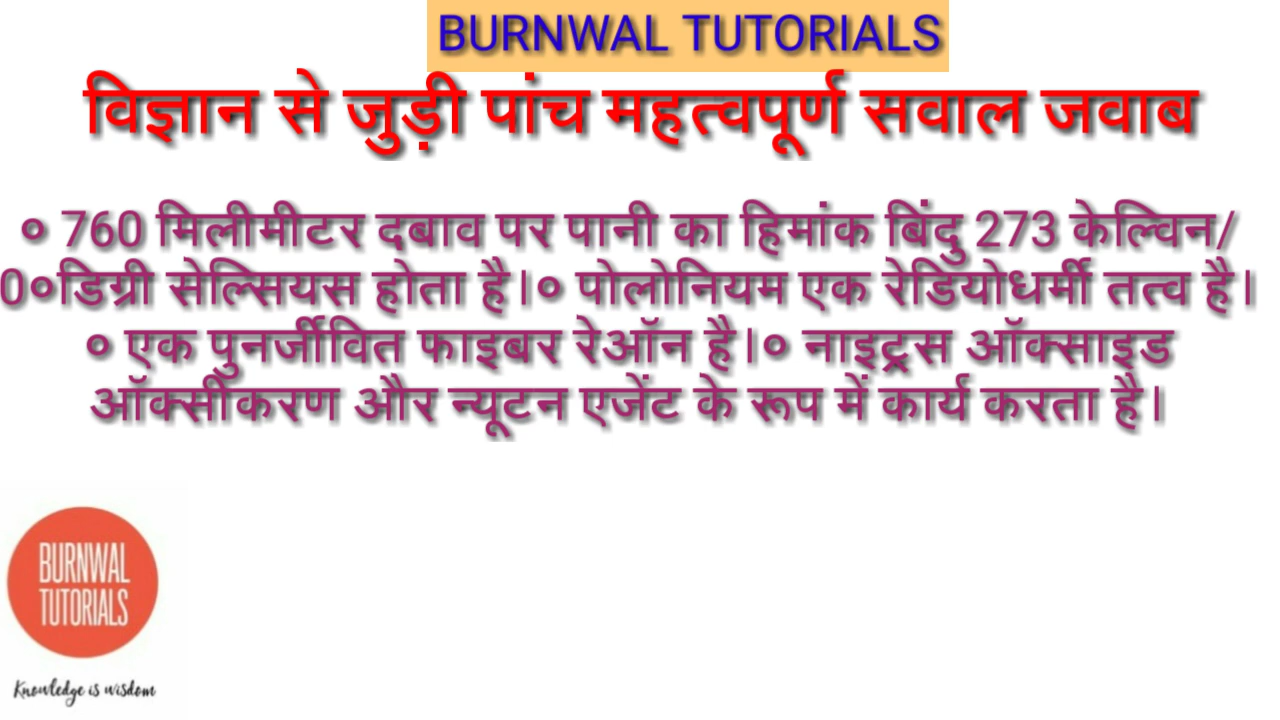 BURNWAL TUTORIALS
विज्ञान से जुड़ी पांच महत्वपूर्ण सवाल जवाब
० 760 मिलीमीटर दबाव पर पानी का हिमांक बिंदु 273 केल्विन/
0०डिग्री सेल्सियस होता है।० पोलोनियम एक रेडियोधर्मी तत्व है।
० एक पुनर्जीवित फाइबर रेऑन है।० नाइट्रस ऑक्साइड
ऑक्सीकरण और न्यूटन एजेंट के रूप में कार्य करता है।
BURNWAL
TUTORIALS
Knowledge is wisdom